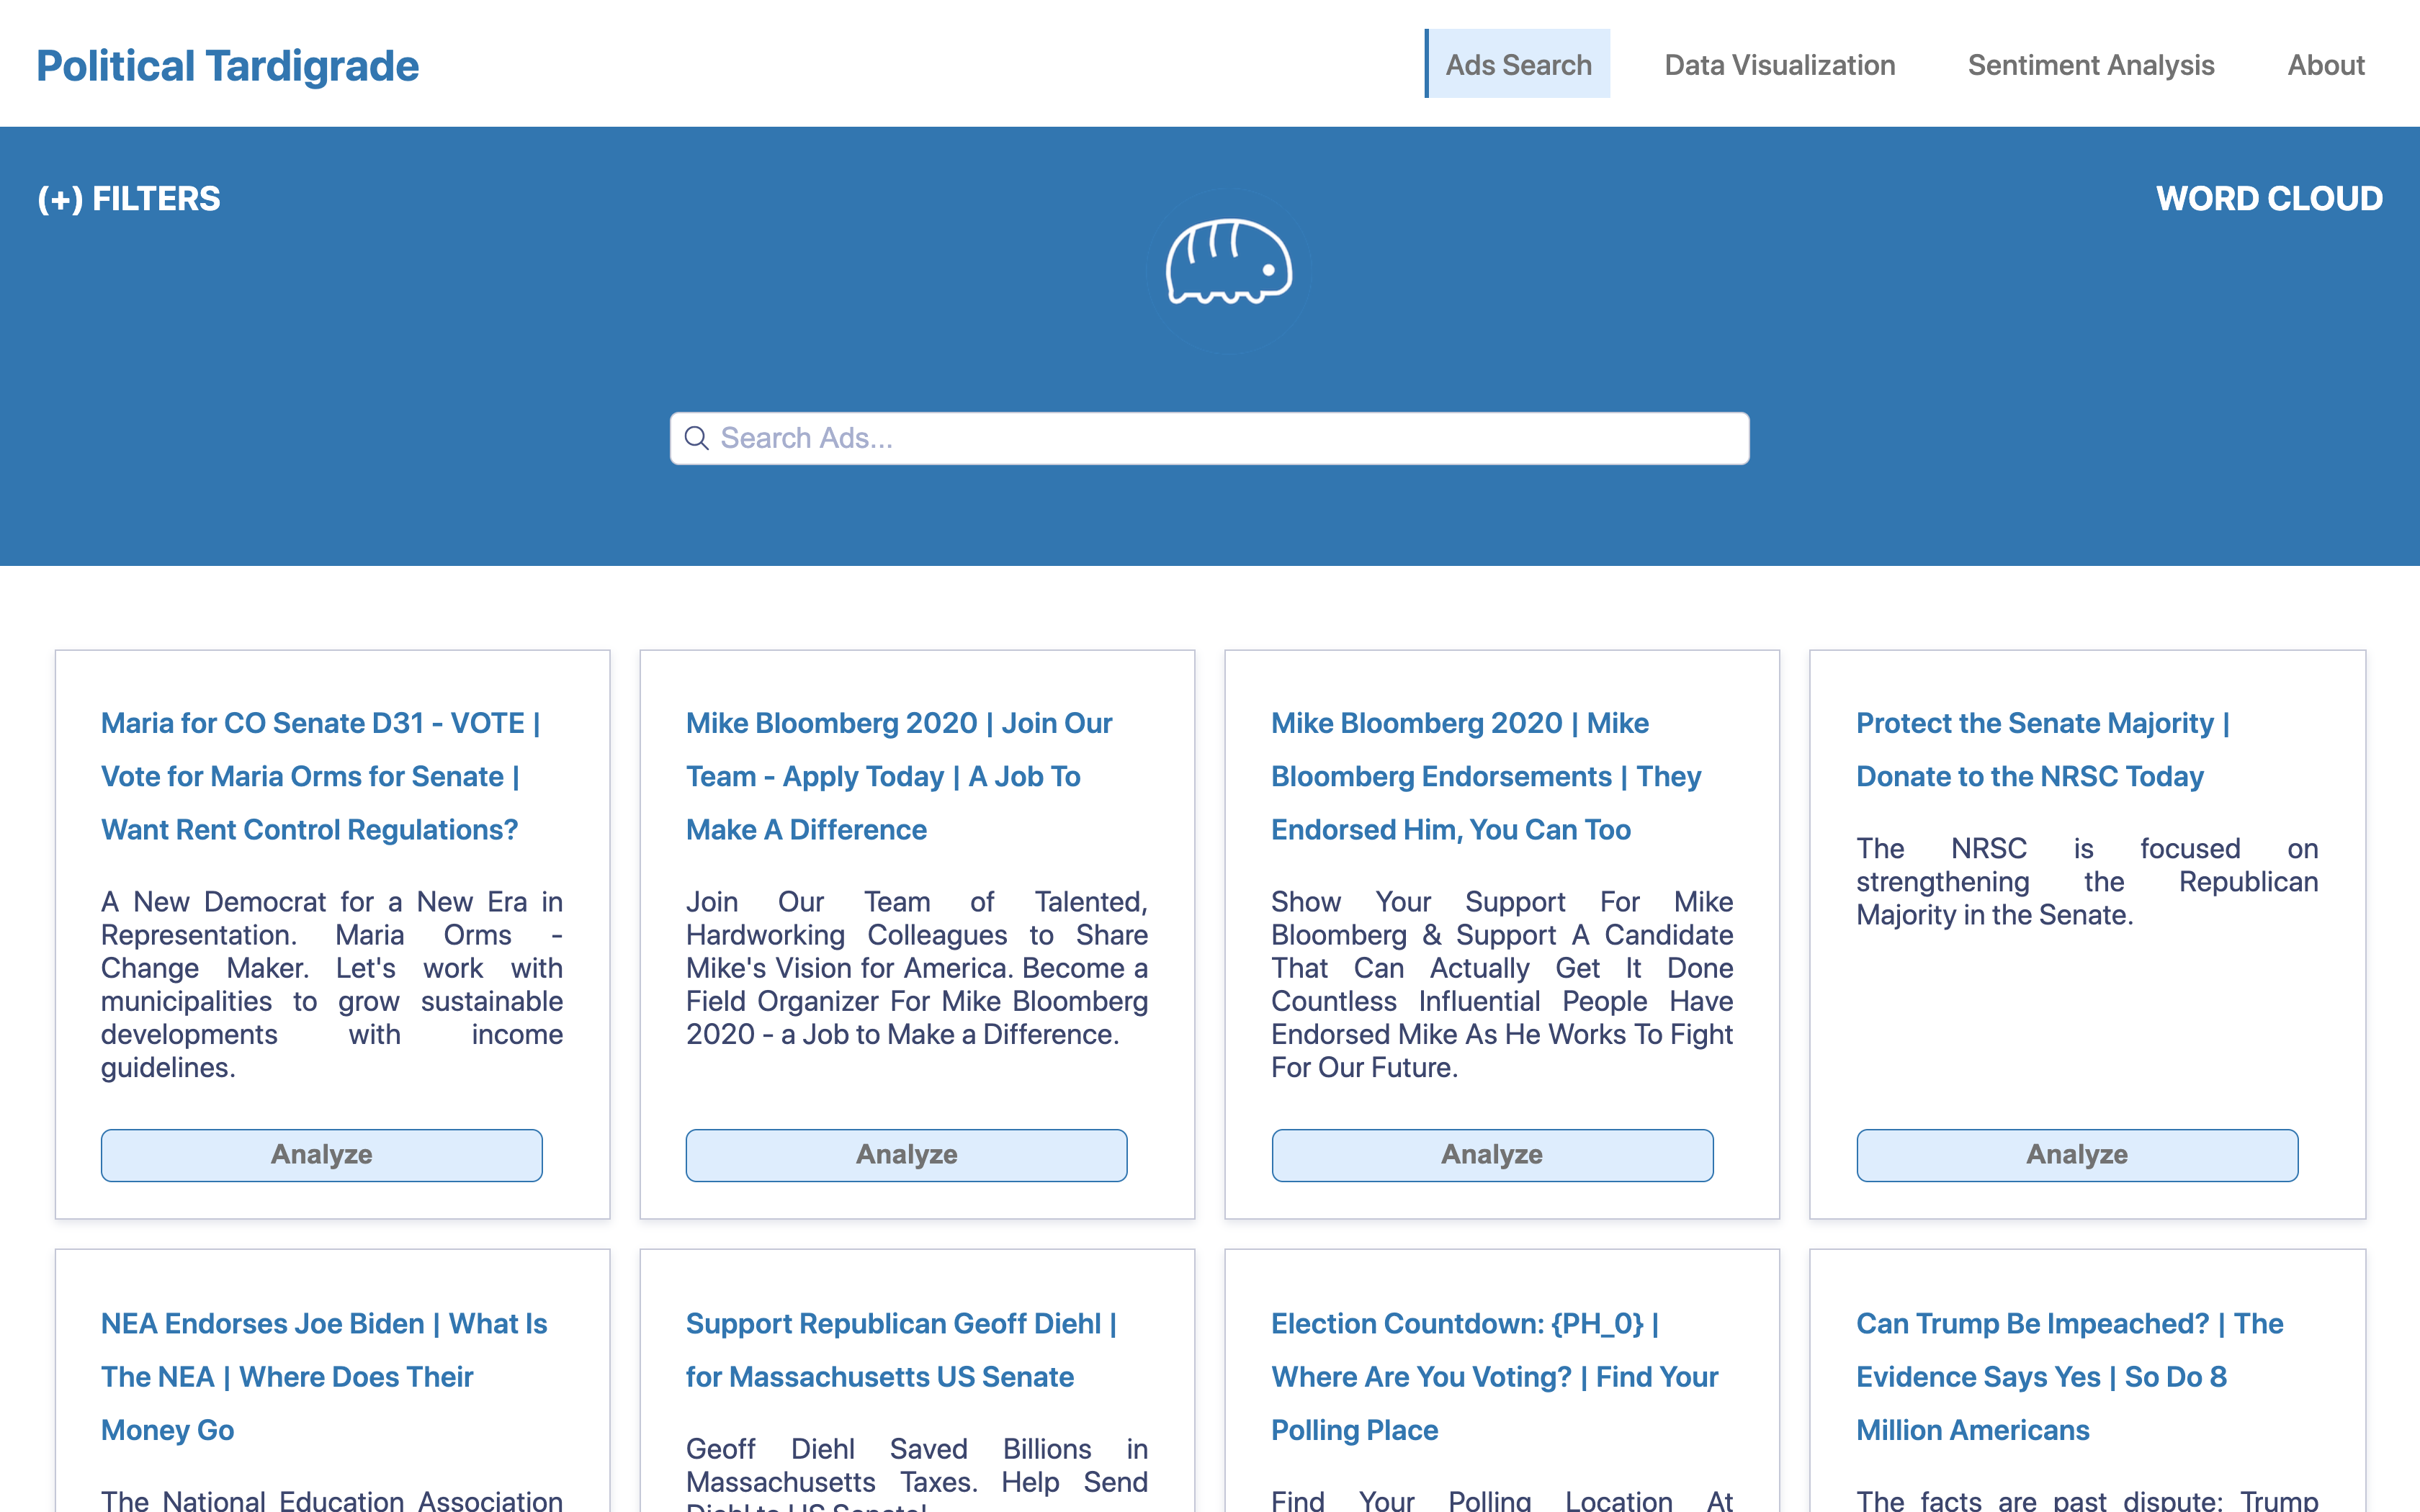 Political Tardigrade
Ads Search
Data Visualization
Sentiment Analysis
About
(+) FILTERS
WORD CLOUD
Search Ads...
Maria for CO Senate D31 - VOTE |
Vote for Maria Orms for Senate |
Want Rent Control Regulations?
A New Democrat for a New Era in
Representation. Maria Orms -
Change Maker. Let's work with
municipalities to grow sustainable
developments with income
guidelines.
Analyze
Mike Bloomberg 2020 | Join Our
Team - Apply Today | A Job To
Make A Difference
Join Our Team of Talented,
Hardworking Colleagues to Share
Mike's Vision for America. Become a
Field Organizer For Mike Bloomberg
2020 - a Job to Make a Difference.
Analyze
Mike Bloomberg 2020 | Mike
Bloomberg Endorsements | They
Endorsed Him, You Can Too
Show Your Support For Mike
Bloomberg & Support A Candidate
That Can Actually Get It Done
Countless Influential People Have
Endorsed Mike As He Works To Fight
For Our Future.
Analyze
Protect the Senate Majority |
Donate to the NRSC Today
The NRSC is focused on
strengthening the Republican
Majority in the Senate.
Analyze
NEA Endorses Joe Biden | What Is
The NEA | Where Does Their
Money Go
The National Education Association
Support Republican Geoff Diehl |
for Massachusetts US Senate
Geoff Diehl Saved Billions in
Massachusetts Taxes. Help Send
Diehl to US Senate!
Election Countdown: {PH_0} |
Where Are You Voting? | Find Your
Polling Place
Find Your Polling Location At
Can Trump Be Impeached? | The
Evidence Says Yes | So Do 8
Million Americans
The facts are past dispute: Trump